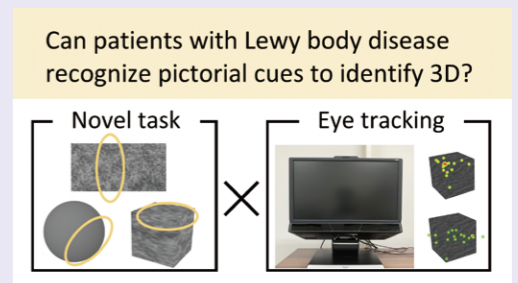 Can patients with Lewy body disease
recognize pictorial cues to identify 3D?
Novel task
Eye tracking